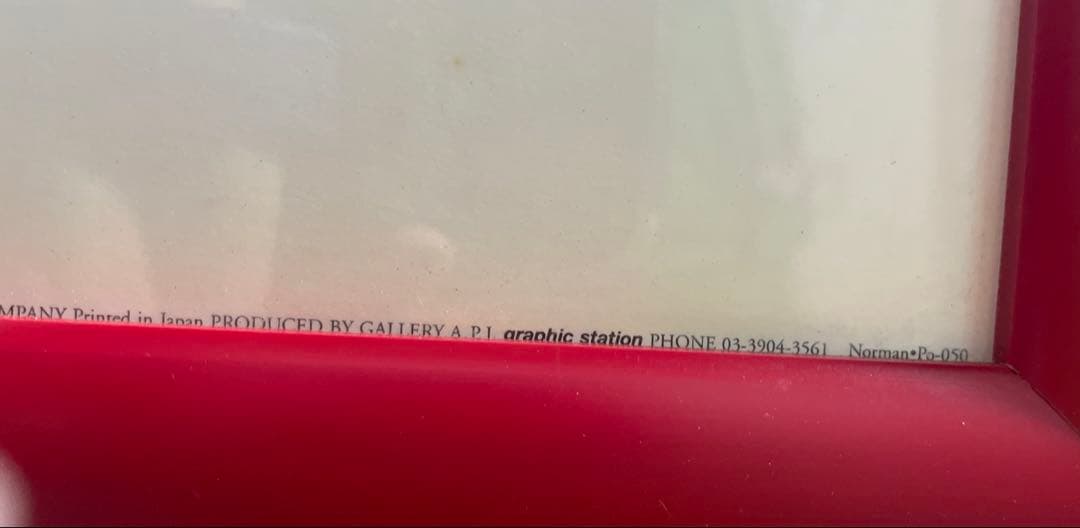 MPANY Printed in Japan PRODUCED BY GALLERY A.P.J. graphic station PHONE 03-3904-3561 Norman•Po-050